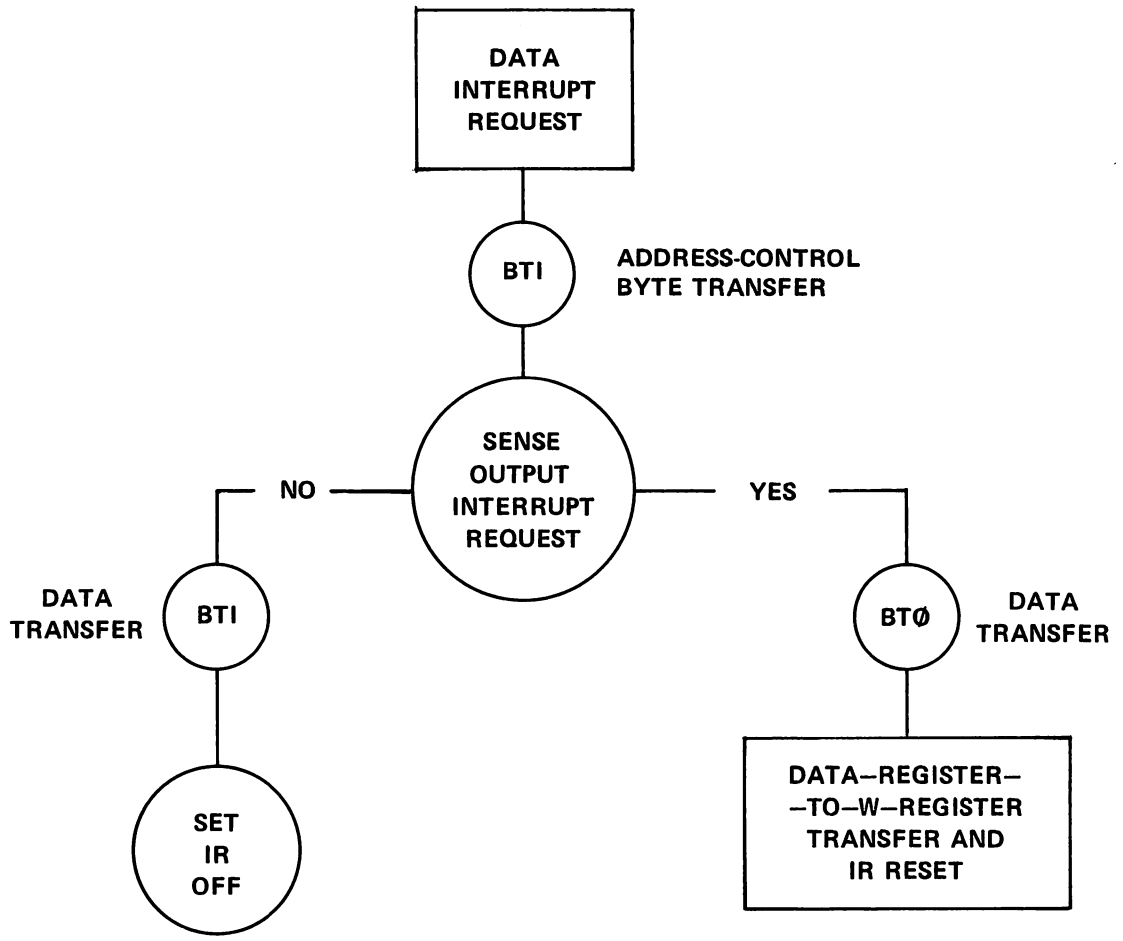 DATA
INTERRUPT
REQUEST
BTI
ADDRESS-CONTROL
BYTE TRANSFER
SENSE
OUTPUT
INTERRUPT
REQUEST
NO
YES
DATA
TRANSFER
BTI
BTØ
DATA
TRANSFER
SET
IR
OFF
DATA—REGISTER—
—TO—W—REGISTER
TRANSFER AND
IR RESET